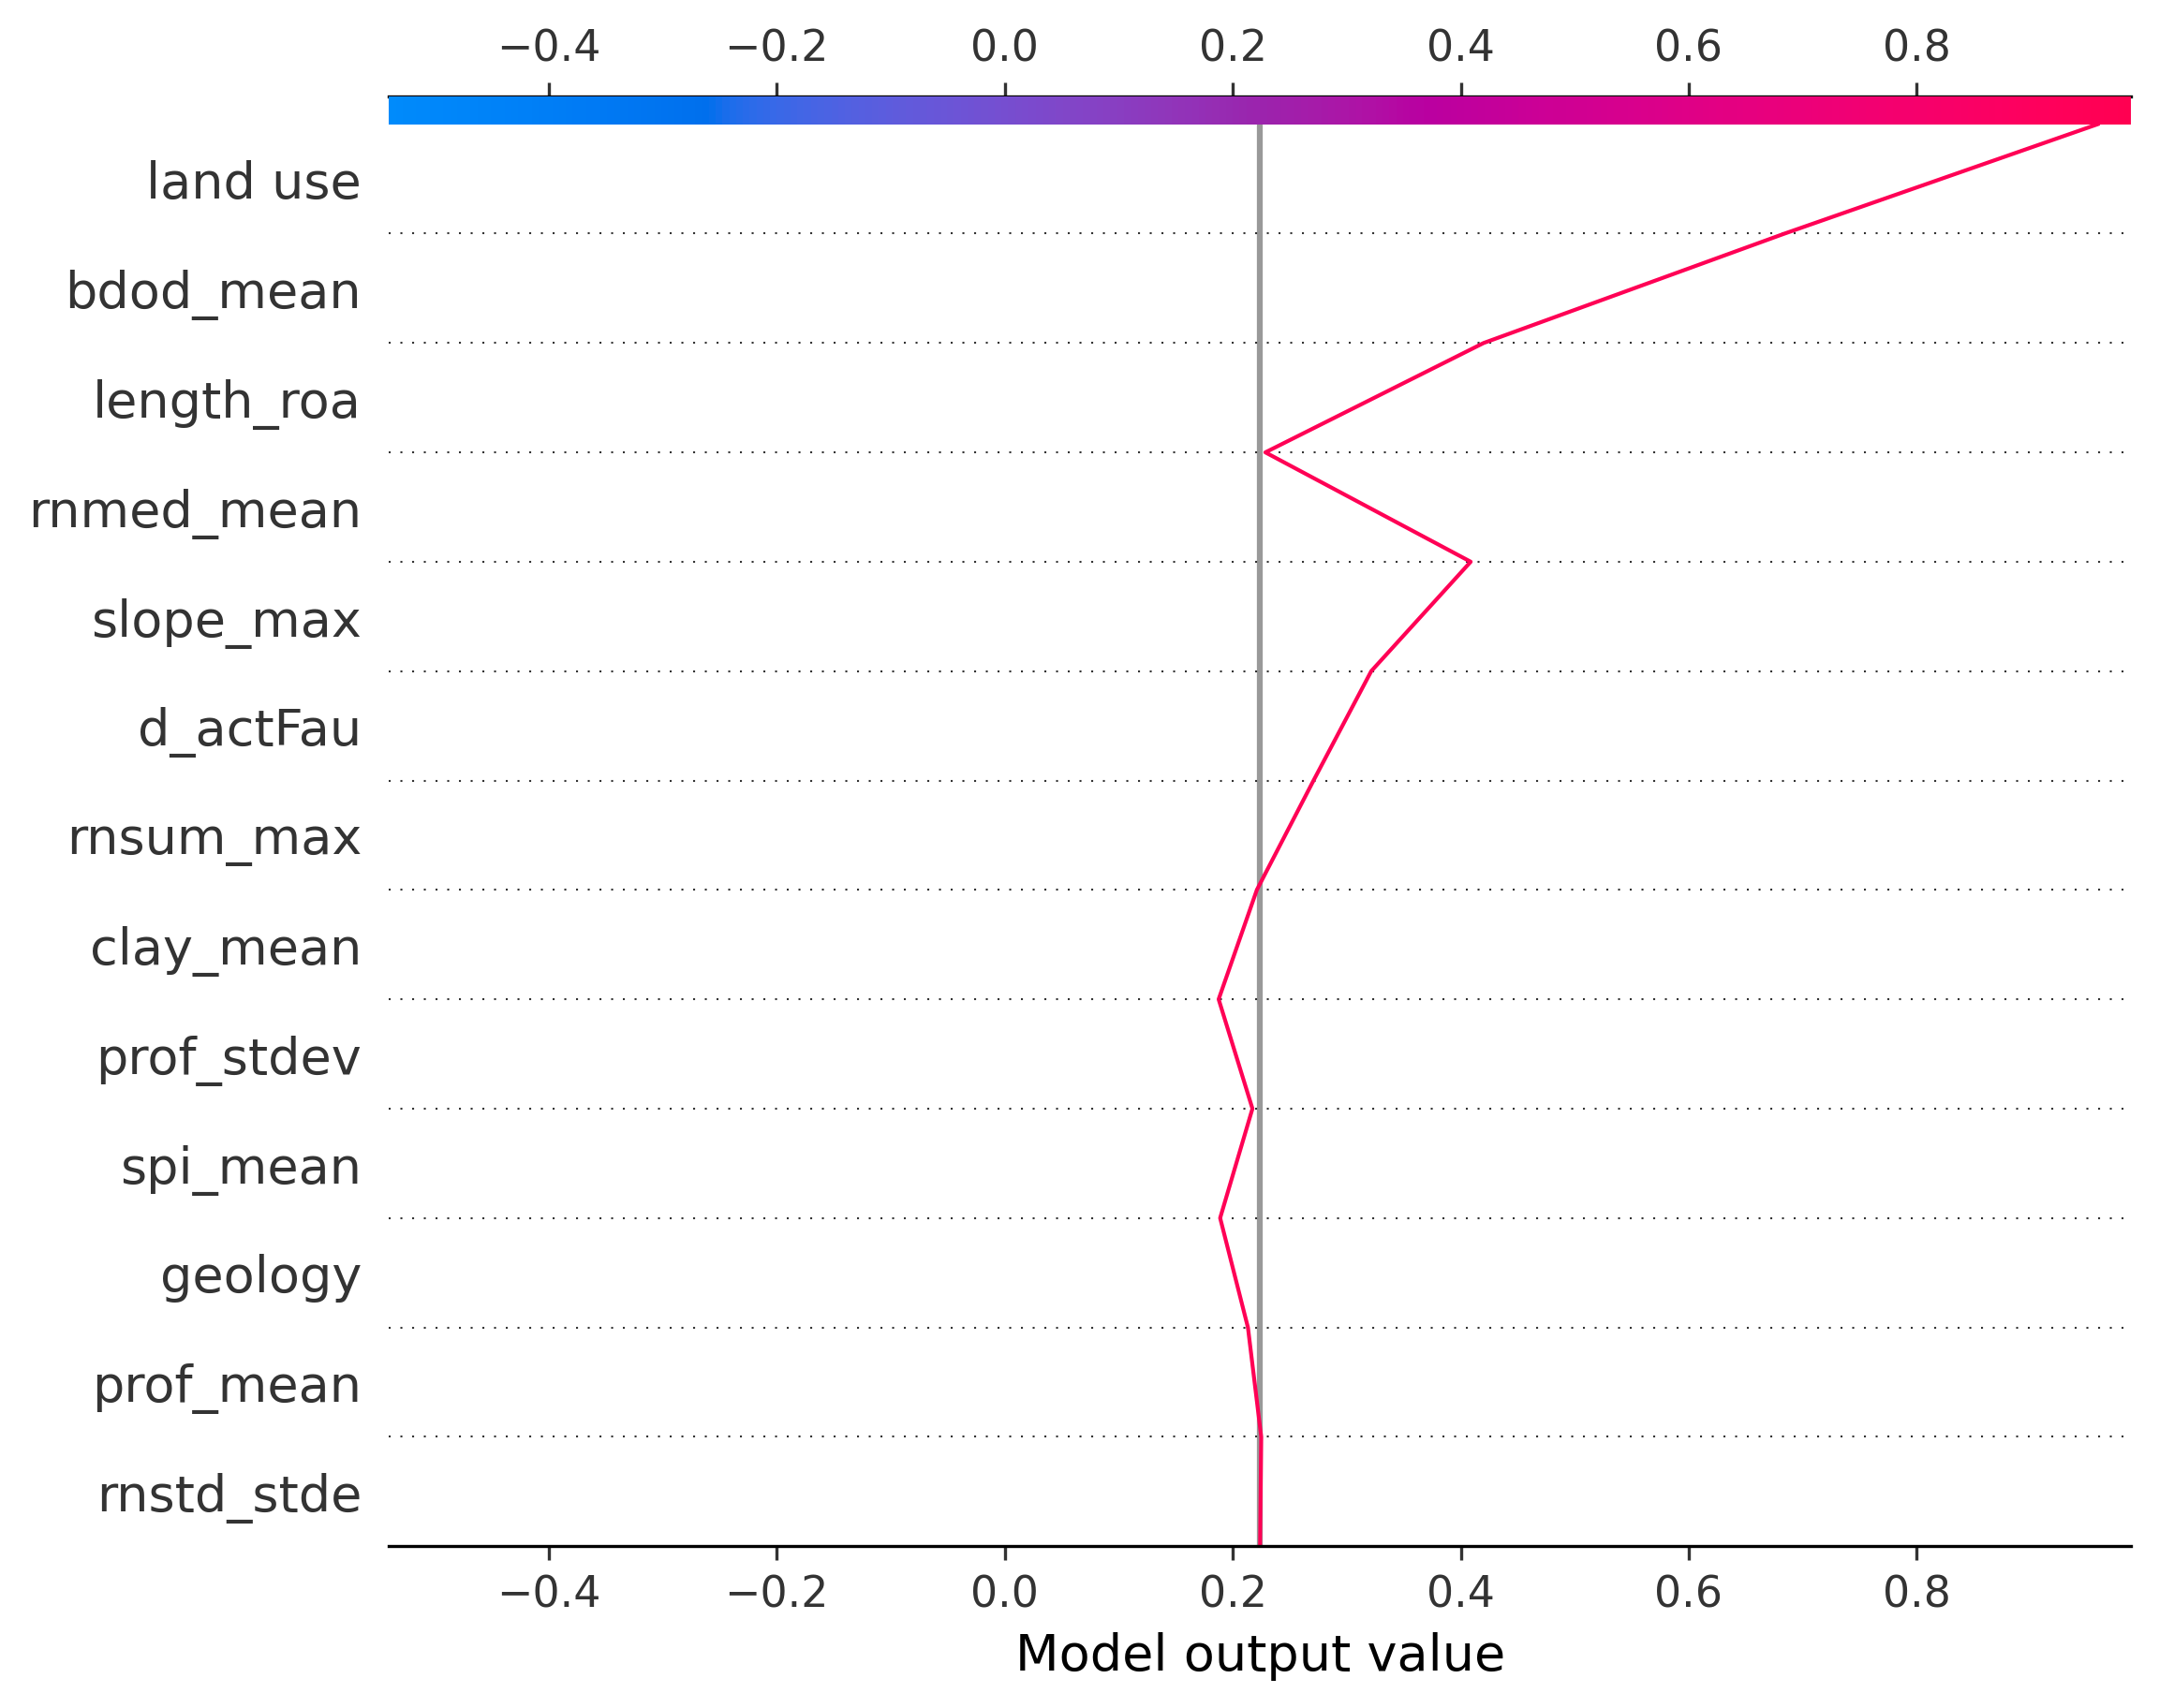 −0.4 −0.2 0.0 0.2 0.4 0.6 0.8
land use
bdod_mean
length_roa
rnmed_mean
slope_max
d_actFau
rnsum_max
clay_mean
prof_stdev
spi_mean
geology
prof_mean
rnstd_stde
−0.4 −0.2 0.0 0.2 0.4 0.6 0.8
Model output value